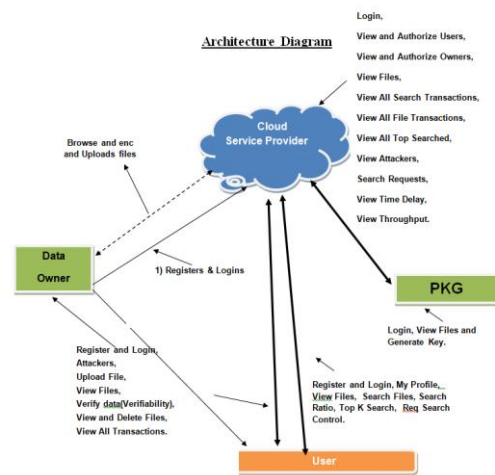 Architecture Diagram
Login,
View and Authorize Users,
View and Authorize Owners,
View Files,
View All Search Transactions,
View All File Transactions,
View All Top Searched,
View Attackers,
Search Requests,
View Time Delay,
View Throughput.
Cloud
Service Provider
Browse and enc
and Uploads files
Data
Owner
1) Registers & Logins
PKG
Login, View Files and
Generate Key.
Register and Login,
Attackers,
Upload File,
View Files,
Verify data(Verifiability),
View and Delete Files,
View All Transactions.
Register and Login, My Profile,
View Files, Search Files, Search
Ratio, Top K Search, Req Search
Control.
User